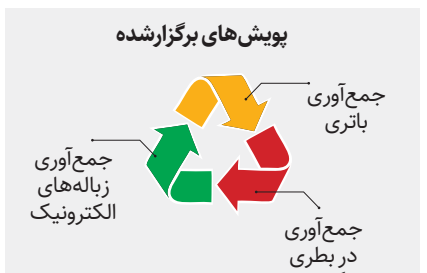 پویش‌های برگزارشده
جمع‌آوری
باتری
جمع‌آوری
زباله‌های
الکترونیک
جمع‌آوری
در بطری